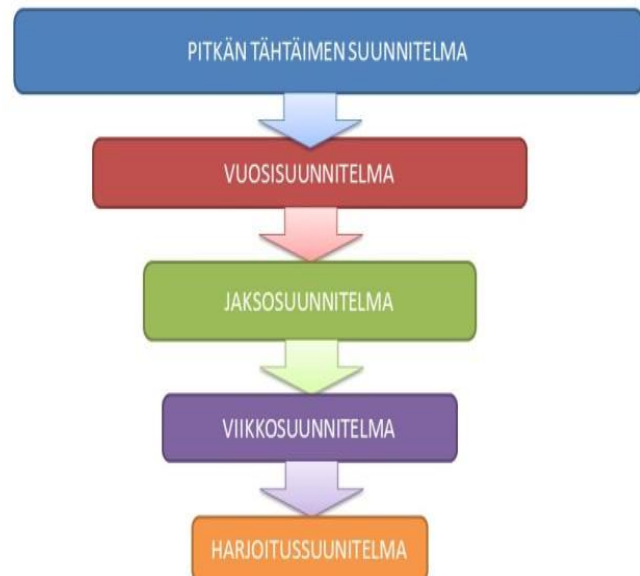 PITKÄN TÄHTÄIMEN SUUNNITELMA
VUOSISUUNNITELMA
JAKSOSUUNNITELMA
VIIKKOSUUNNITELMA
HARJOITUSSUUNITELMA